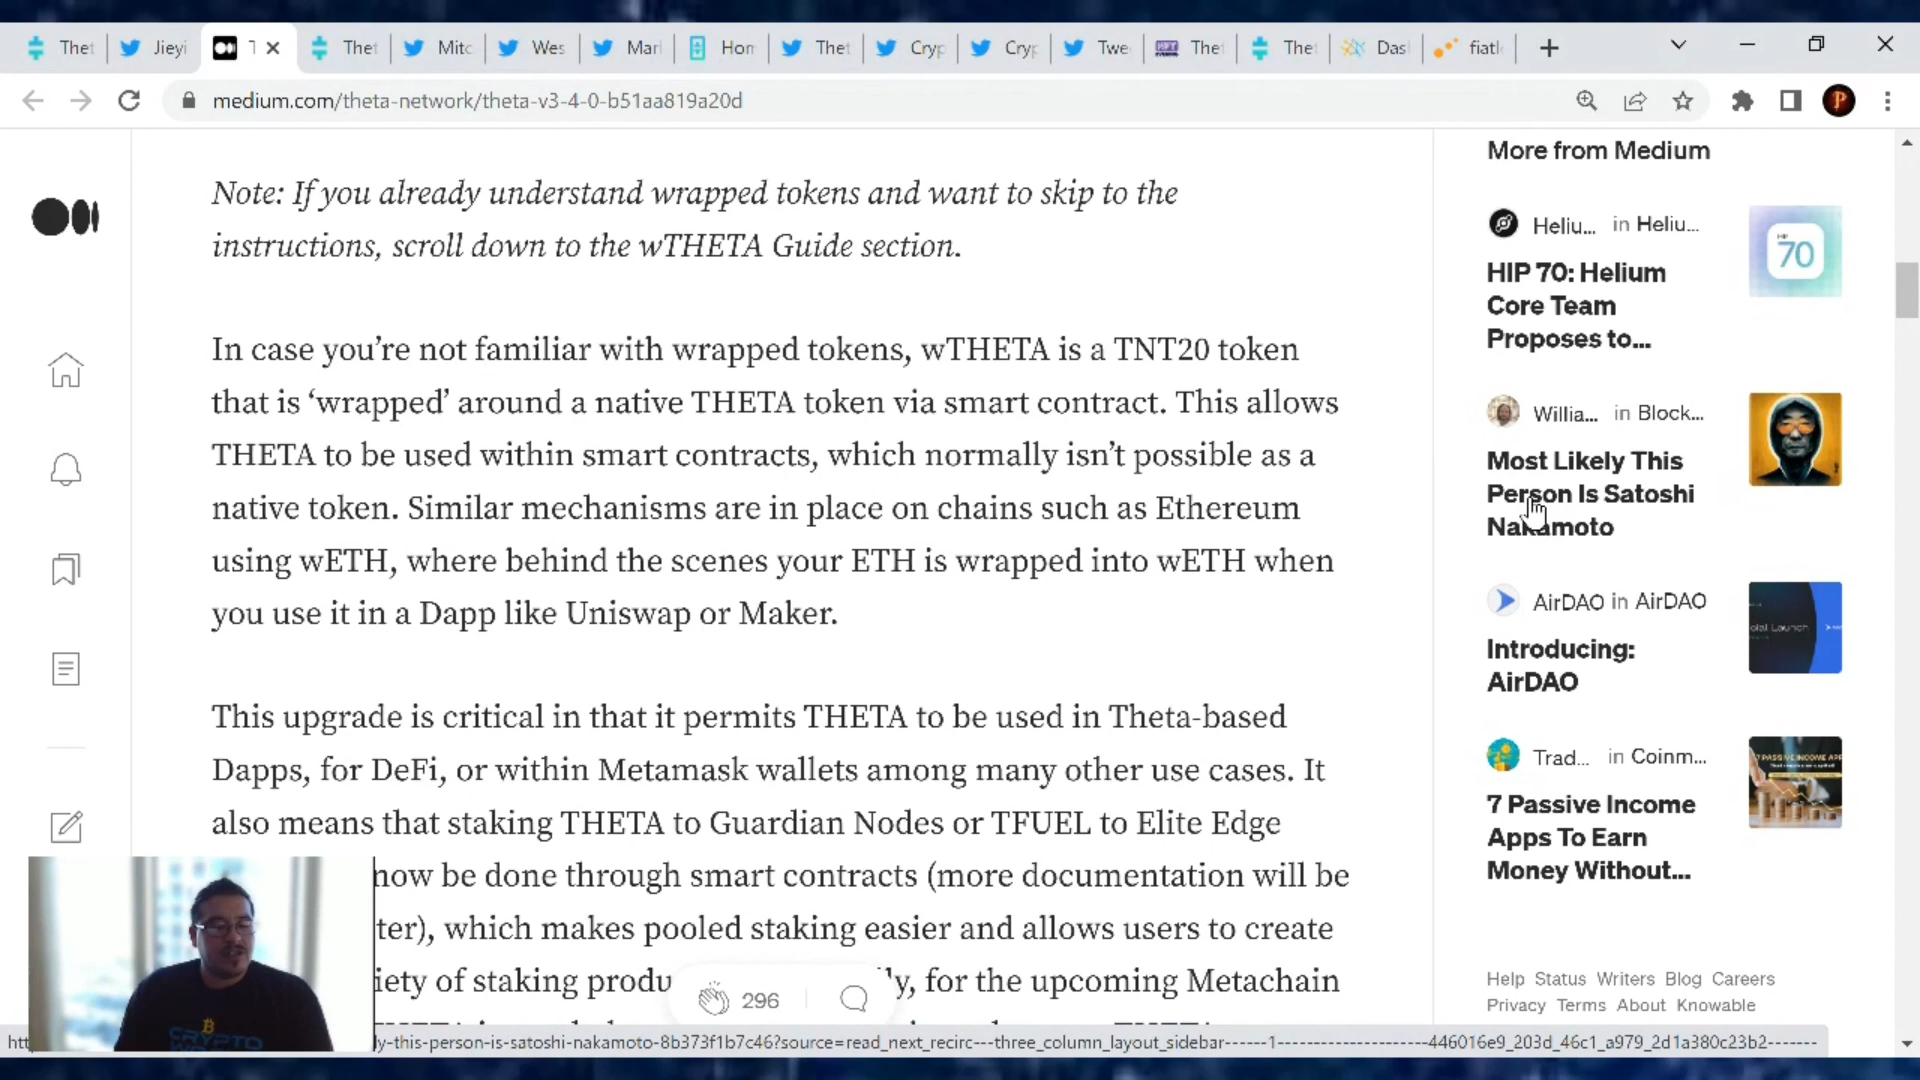 Thet
Jieyi
Thet
Mitc
Wes
Marl
Hom
Thet
Cryp
Cryp
Twe
Thet
Thet
Das
fiatl
medium.com/theta-network/theta-v3-4-0-b51aa819a20d
Note: If you already understand wrapped tokens and want to skip to the
instructions, scroll down to the wTHETA Guide section.
In case you’re not familiar with wrapped tokens, wTHETA is a TNT20 token
that is ‘wrapped’ around a native THETA token via smart contract. This allows
THETA to be used within smart contracts, which normally isn’t possible as a
native token. Similar mechanisms are in place on chains such as Ethereum
using wETH, where behind the scenes your ETH is wrapped into wETH when
you use it in a Dapp like Uniswap or Maker.
This upgrade is critical in that it permits THETA to be used in Theta-based
Dapps, for DeFi, or within Metamask wallets among many other use cases. It
also means that staking THETA to Guardian Nodes or TFUEL to Elite Edge
now be done through smart contracts (more documentation will be
ter), which makes pooled staking easier and allows users to create
iety of staking produ ly, for the upcoming Metachain
296
More from Medium
Heliu... in Heliu...
HIP 70: Helium
Core Team
Proposes to...
70
Willia... in Block...
Most Likely This
Person Is Satoshi
Nakamoto
AirDAO in AirDAO
Introducing:
AirDAO
Trad... in Coinm...
7 Passive Income
Apps To Earn
Money Without...
Help Status Writers Blog Careers
Privacy Terms About Knowable
CRYPTO
ly-this-person-is-satoshi-nakamoto-8b373f1b7c46?source=read_next_recirc---three_column_layout_sidebar------1---------------------446016e9_203d_46c1_a979_2d1a380c23b2-------